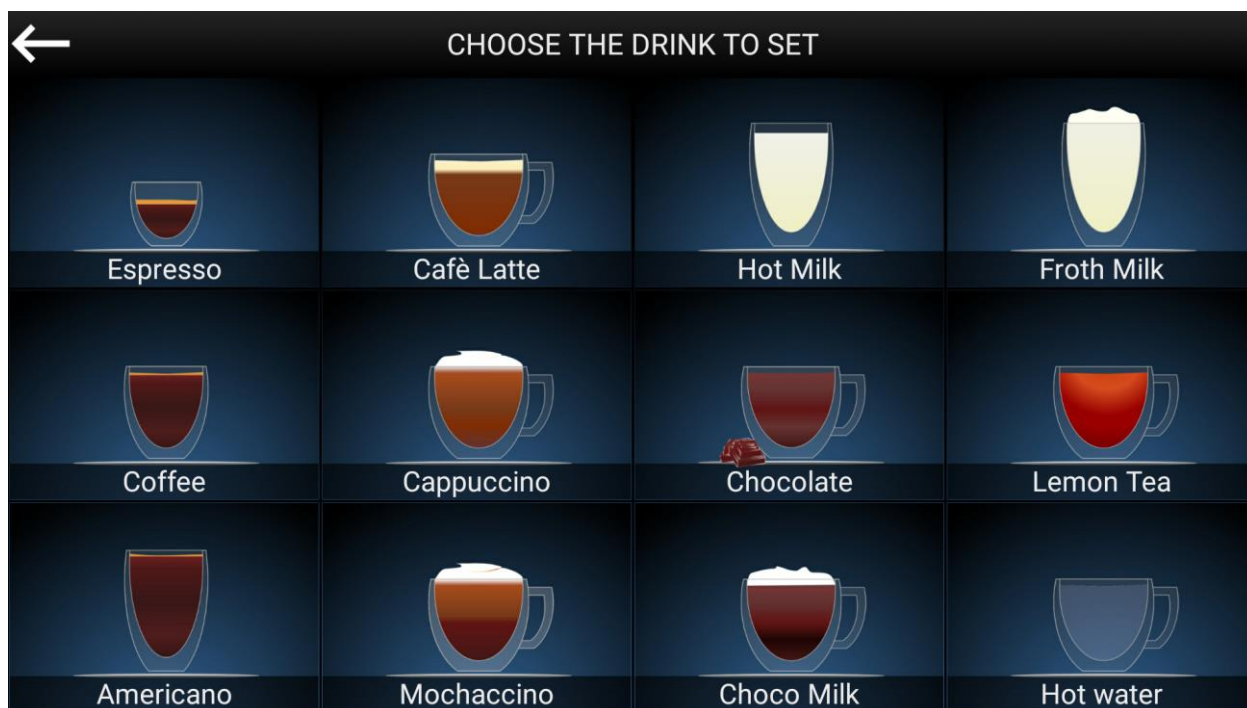 CHOOSE THE DRINK TO SET
Espresso
Cafè Latte
Hot Milk
Froth Milk
Coffee
Cappuccino
Chocolate
Lemon Tea
Americano
Mochaccino
Choco Milk
Hot water